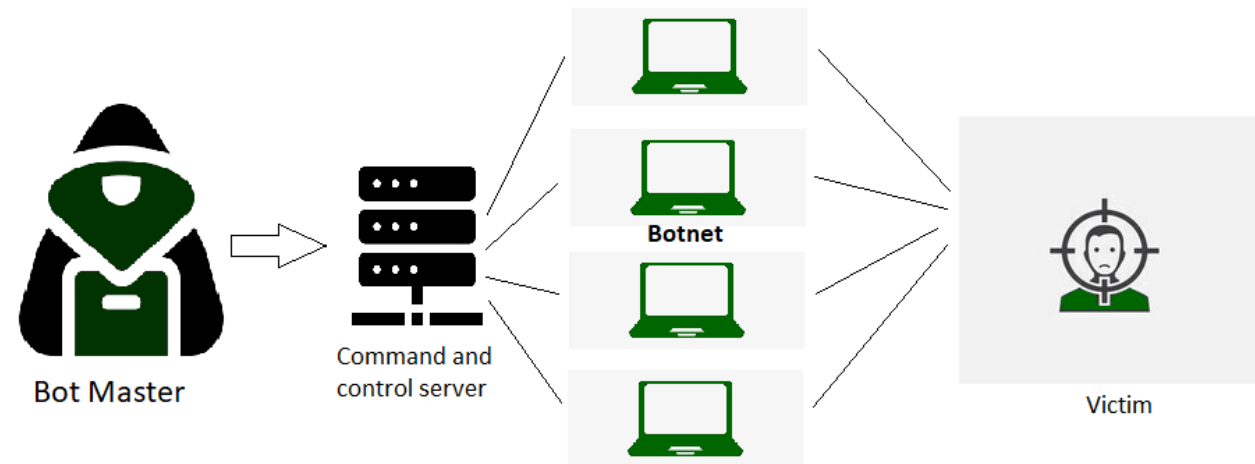 Bot Master
Command and
control server
Botnet
Victim